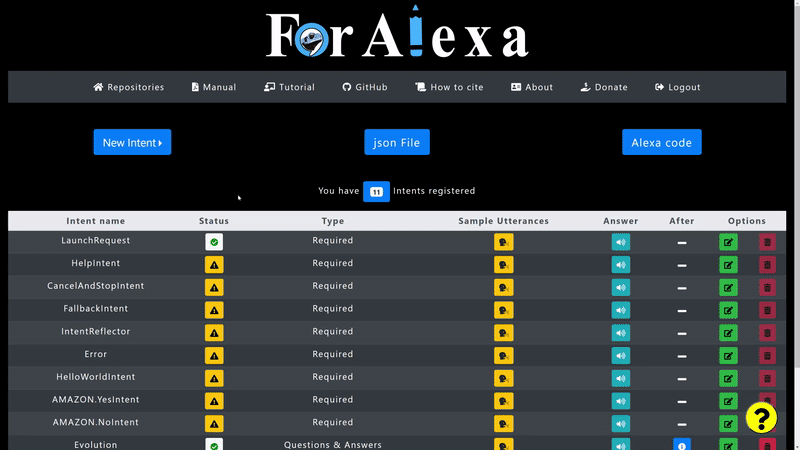 ForAlexa
Repositories Manual Tutorial GitHub How to cite About Donate Logout
New Intent json File Alexa code
You have 11 Intents registered
Intent name Status Type Sample Utterances Answer After Options
LaunchRequest Required
HelpIntent Required
CancelAndStopIntent Required
FallbackIntent Required
IntentReflector Required
Error Required
HelloWorldIntent Required
AMAZON.YesIntent Required
AMAZON.NoIntent Required
Evolution Questions & Answers
?